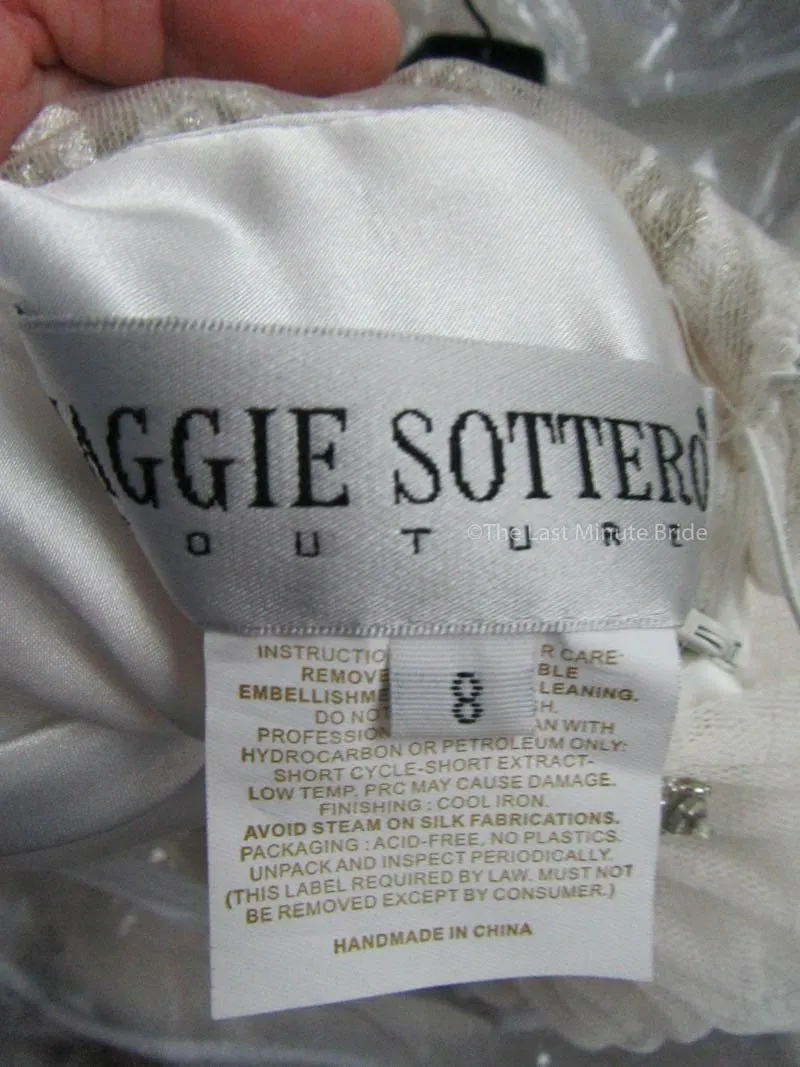 AGGIE SOTTERO
OUTURE
©The Last Minute Bride
8
INSTRUCTIO R CARE-
REMOVE BLE
EMBELLISHME LEANING.
DO NOT SH.
PROFESSION AN WITH
HYDROCARBON OR PETROLEUM ONLY:
SHORT CYCLE-SHORT EXTRACT-
LOW TEMP. PRC MAY CAUSE DAMAGE.
FINISHING : COOL IRON.
AVOID STEAM ON SILK FABRICATIONS.
PACKAGING : ACID-FREE, NO PLASTICS.
UNPACK AND INSPECT PERIODICALLY.
(THIS LABEL REQUIRED BY LAW. MUST NOT
BE REMOVED EXCEPT BY CONSUMER.)
HANDMADE IN CHINA